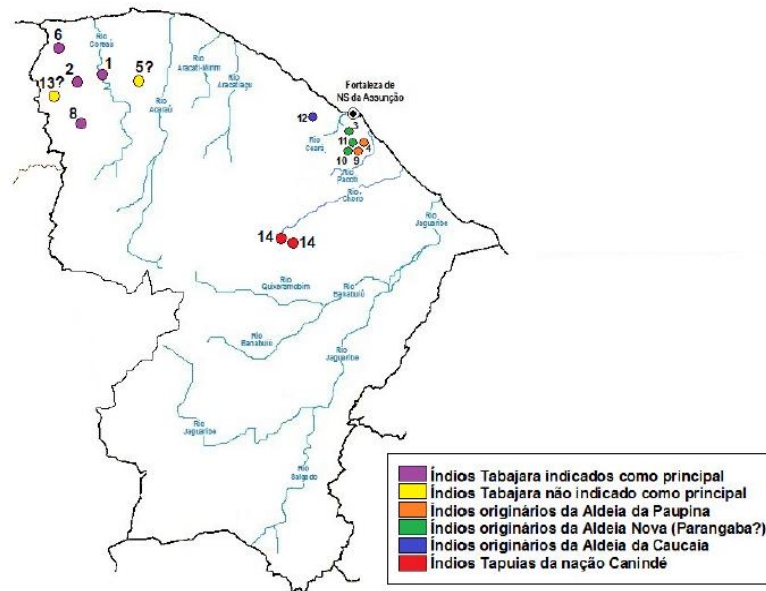 6
Rio
Coreaú
1
2
5?
13?
8
Rio
Acaraú
Rio
Aracati-Mirim
Rio
Aracatiaçu
Fortaleza de
NS da Assunção
12
3
Rio
Ceará
11
4
10
9
Rio
Pacoti
Rio
Choró
14
14
Rio
Jaguaribe
Rio
Quixeramobim
Rio
Banabuiú
Rio
Banabuiú
Rio
Jaguaribe
Rio
Jaguaribe
Rio
Salgado
Índios Tabajara indicados como principal
Índios Tabajara não indicado como principal
Índios originários da Aldeia da Paupina
Índios originários da Aldeia Nova (Parangaba?)
Índios originários da Aldeia da Caucaia
Índios Tapuias da nação Canindé